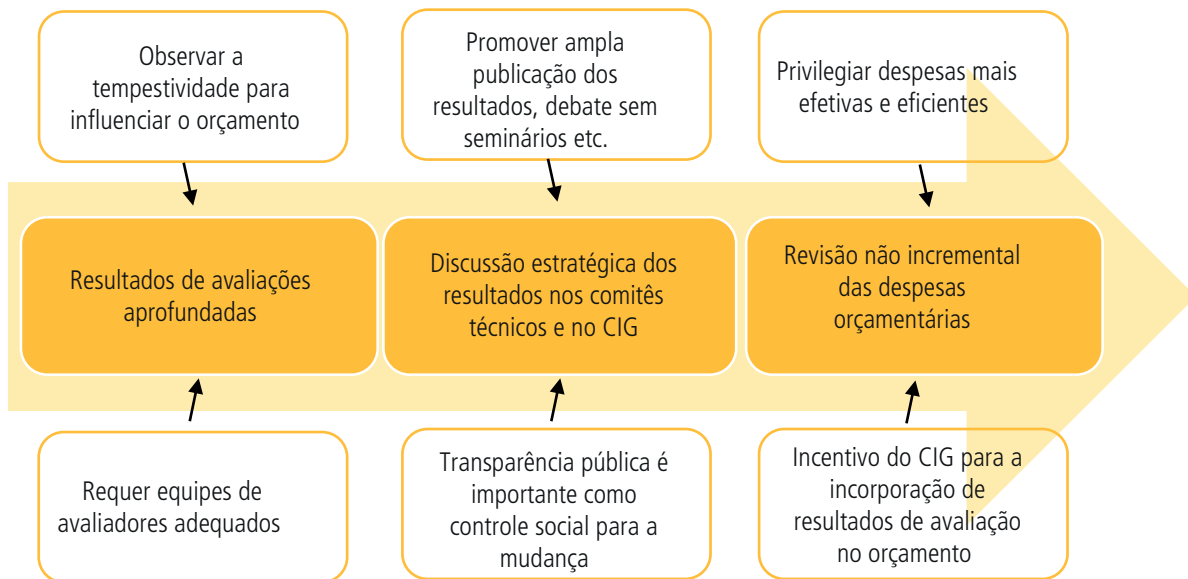 Observar a
tempestividade para
influenciar o orçamento
Promover ampla
publicação dos
resultados, debate sem
seminários etc.
Privilegiar despesas mais
efetivas e eficientes
Resultados de avaliações
aprofundadas
Discussão estratégica dos
resultados nos comitês
técnicos e no CIG
Revisão não incremental
das despesas
orçamentárias
Requer equipes de
avaliadores adequados
Transparência pública é
importante como
controle social para a
mudança
Incentivo do CIG para a
incorporação de
resultados de avaliação
no orçamento